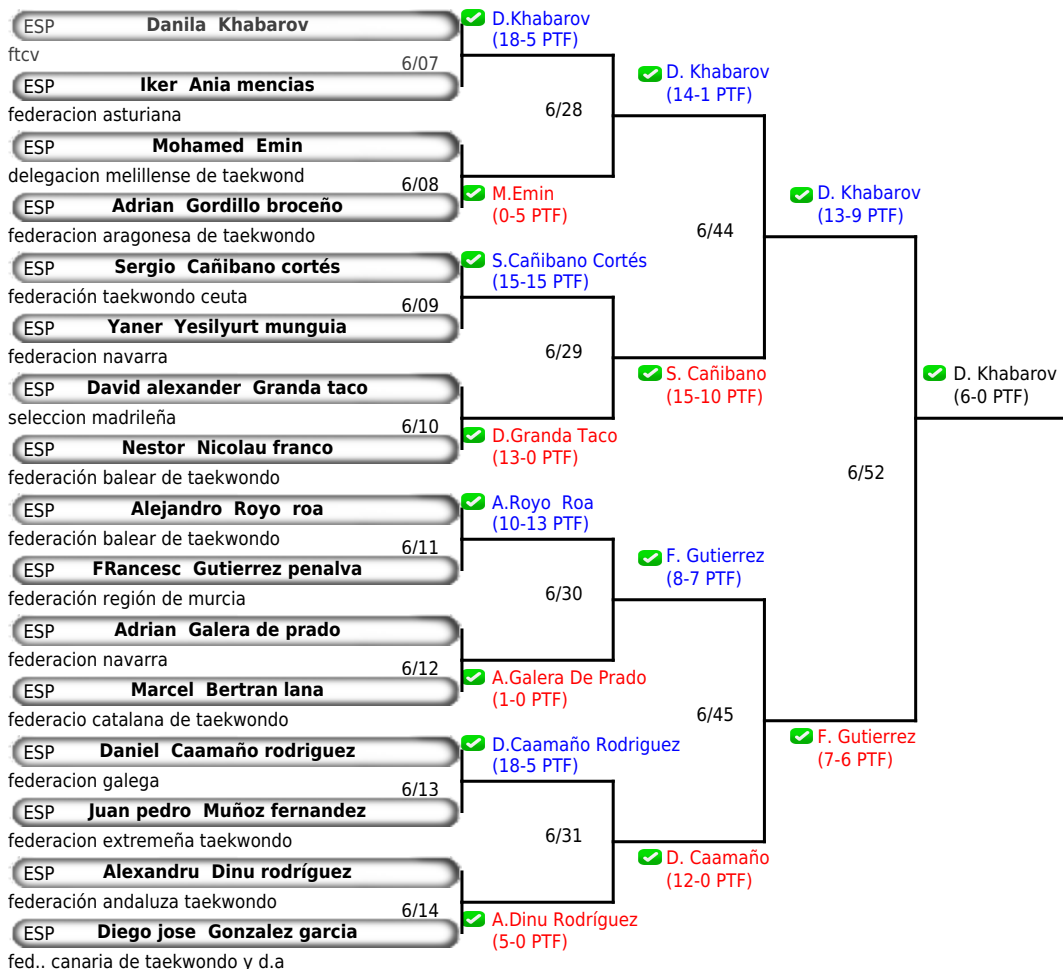 ESP Danila Khabarov
ftcv
6/07
ESP Iker Ania mencias
federacion asturiana
ESP Mohamed Emin
delegacion melillense de taekwond
6/08
ESP Adrian Gordillo broceño
federacion aragonesa de taekwondo
ESP Sergio Cañibano cortés
federación taekwondo ceuta
6/09
ESP Yaner Yesilyurt munguia
federacion navarra
ESP David alexander Granda taco
seleccion madrileña
6/10
ESP Nestor Nicolau franco
federación balear de taekwondo
ESP Alejandro Royo roa
federación balear de taekwondo
6/11
ESP FRancesc Gutierrez penalva
federación región de murcia
ESP Adrian Galera de prado
federacion navarra
6/12
ESP Marcel Bertran lana
federacio catalana de taekwondo
ESP Daniel Caamaño rodriguez
federacion galega
6/13
ESP Juan pedro Muñoz fernandez
federacion extremeña taekwondo
ESP Alexandru Dinu rodríguez
federación andaluza taekwondo
6/14
ESP Diego jose Gonzalez garcia
fed.. canaria de taekwondo y d.a
D.Khabarov
(18-5 PTF)
6/28
M.Emin
(0-5 PTF)
S.Cañibano Cortés
(15-15 PTF)
6/29
D.Granda Taco
(13-0 PTF)
A.Royo Roa
(10-13 PTF)
6/30
A.Galera De Prado
(1-0 PTF)
D.Caamaño Rodriguez
(18-5 PTF)
6/31
A.Dinu Rodríguez
(5-0 PTF)
D. Khabarov
(14-1 PTF)
6/44
S. Cañibano
(15-10 PTF)
F. Gutierrez
(8-7 PTF)
6/45
D. Caamaño
(12-0 PTF)
D. Khabarov
(13-9 PTF)
6/52
F. Gutierrez
(7-6 PTF)
D. Khabarov
(6-0 PTF)